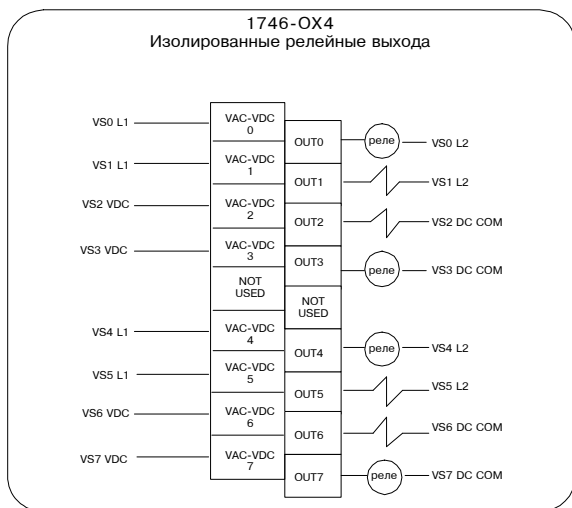 1746-OX4
Изолированные релейные выхода
VS0 L1
VAC-VDC
0
OUT0
реле
VS0 L2
VS1 L1
VAC-VDC
1
OUT1
VS1 L2
VS2 VDC
VAC-VDC
2
OUT2
VS2 DC COM
VS3 VDC
VAC-VDC
3
OUT3
реле
VS3 DC COM
NOT
USED
NOT
USED
VS4 L1
VAC-VDC
4
OUT4
реле
VS4 L2
VS5 L1
VAC-VDC
5
OUT5
VS5 L2
VS6 VDC
VAC-VDC
6
OUT6
VS6 DC COM
VS7 VDC
VAC-VDC
7
OUT7
реле
VS7 DC COM